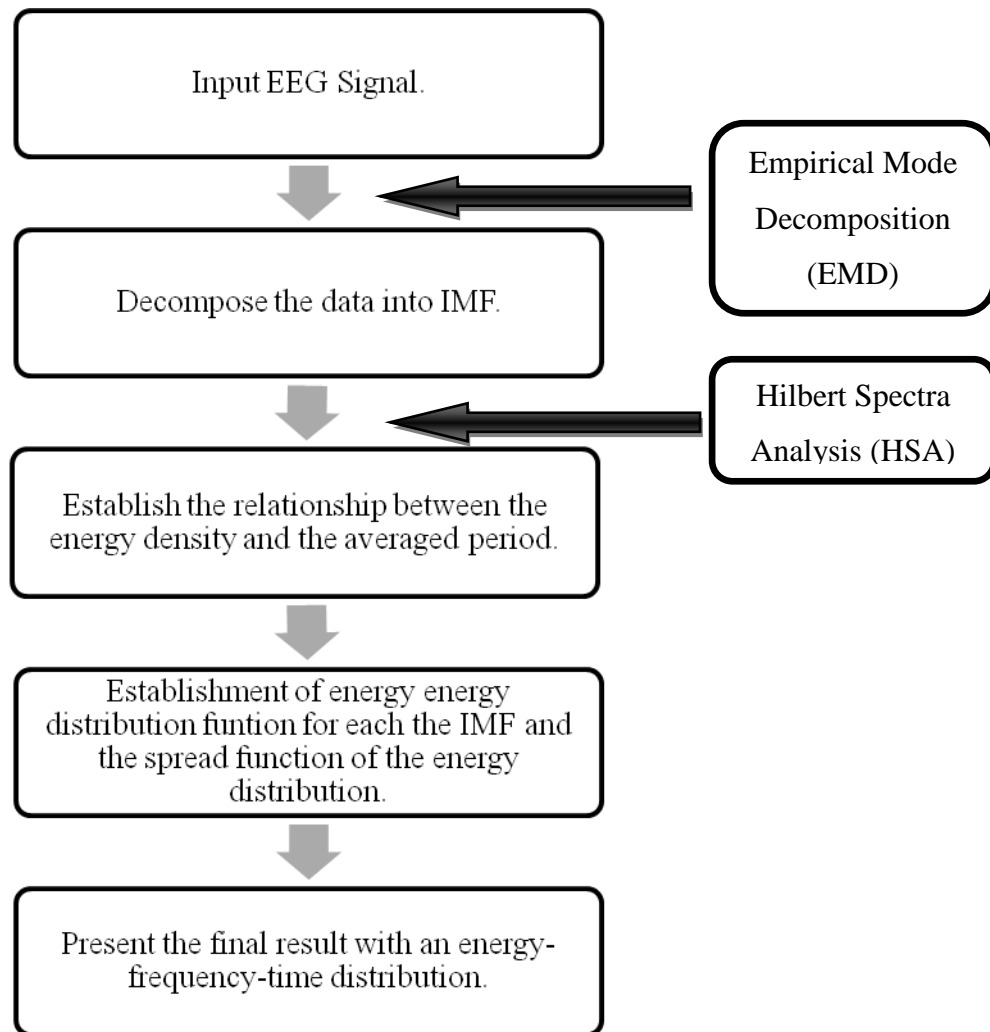 Input EEG Signal.
Empirical Mode
Decomposition
(EMD)
Decompose the data into IMF.
Hilbert Spectra
Analysis (HSA)
Establish the relationship between the
energy density and the averaged period.
Establishment of energy energy
distribution funtion for each the IMF and
the spread function of the energy
distribution.
Present the final result with an energy-
frequency-time distribution.